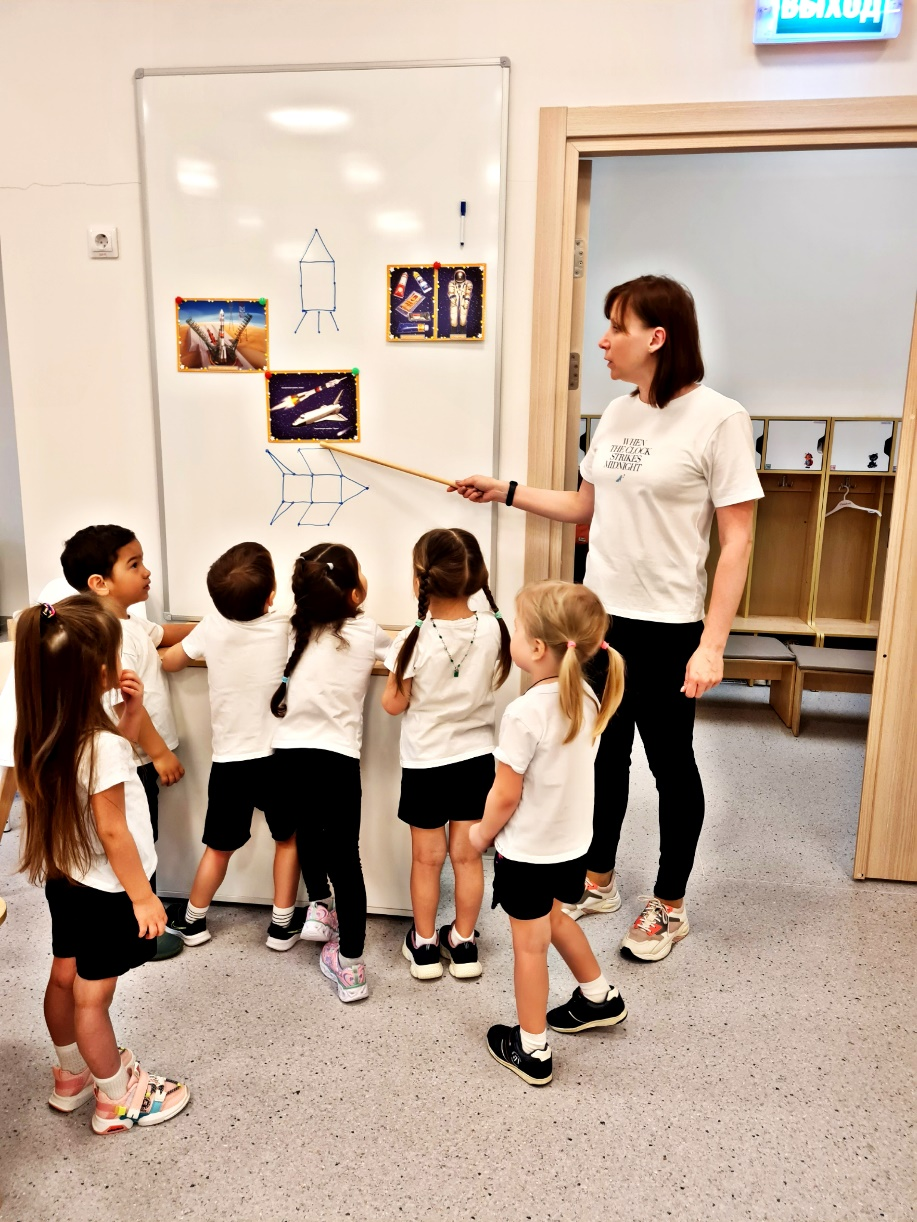 ВЫХОД
WHEN
THE CLOCK
STRIKES
MIDNIGHT